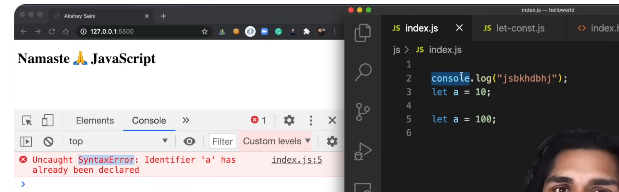 Akshay Saini
127.0.0.1:5500
Namaste 🙏 JavaScript
Elements Console » 1
top Filter Custom levels
Uncaught SyntaxError: Identifier 'a' has index.js:5
already been declared
index.js — helloworld
JS index.js JS let-const.js <> index.h
js > JS index.js
1
2 console.log("jsbkhdbhj");
3 let a = 10;
4
5 let a = 100;
6